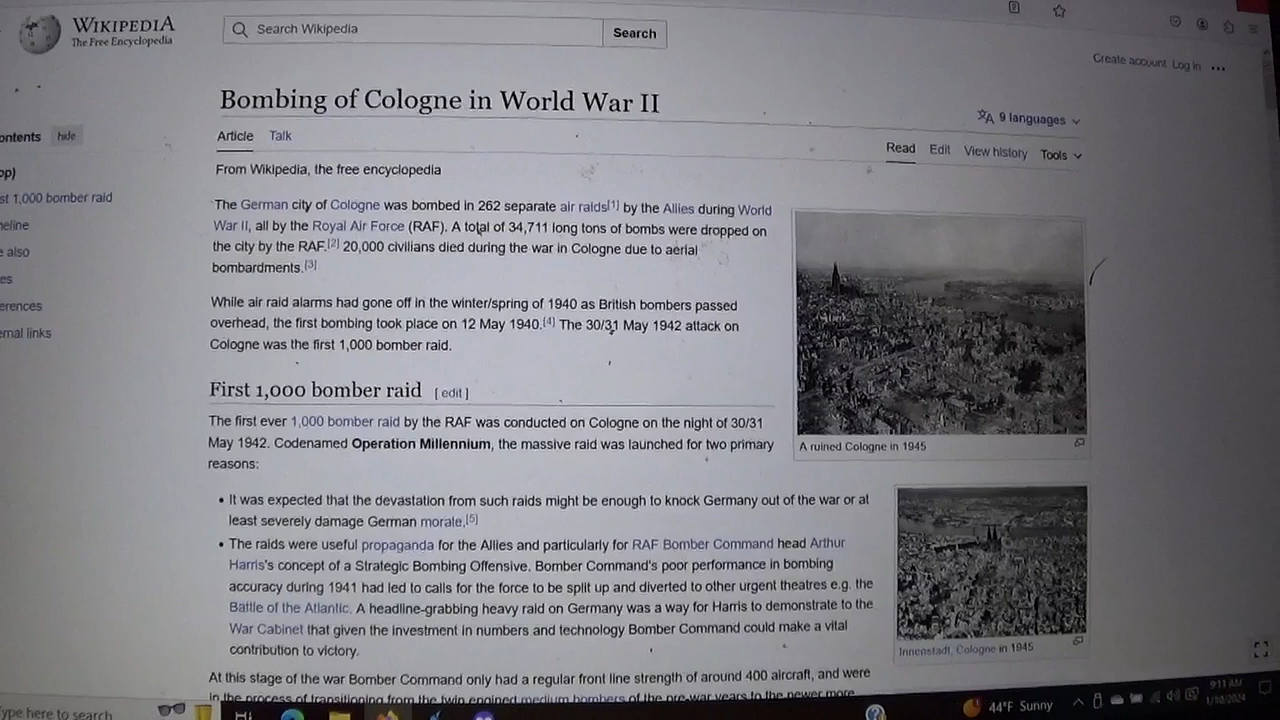 WIKIPEDIA
The Free Encyclopedia
Search Wikipedia
Search
Create account Log in
Bombing of Cologne in World War II
9 languages
ontents hide
Article Talk
Read Edit View history Tools
op)
st 1,000 bomber raid
neline
e also
es
erences
ernal links
From Wikipedia, the free encyclopedia
The German city of Cologne was bombed in 262 separate air raids[1] by the Allies during World
War II, all by the Royal Air Force (RAF). A total of 34,711 long tons of bombs were dropped on
the city by the RAF.[2] 20,000 civilians died during the war in Cologne due to aerial
bombardments.[3]
While air raid alarms had gone off in the winter/spring of 1940 as British bombers passed
overhead, the first bombing took place on 12 May 1940.[4] The 30/31 May 1942 attack on
Cologne was the first 1,000 bomber raid.
A ruined Cologne in 1945
First 1,000 bomber raid [ edit ]
The first ever 1,000 bomber raid by the RAF was conducted on Cologne on the night of 30/31
May 1942. Codenamed Operation Millennium, the massive raid was launched for two primary
reasons:
• It was expected that the devastation from such raids might be enough to knock Germany out of the war or at
least severely damage German morale.[5]
• The raids were useful propaganda for the Allies and particularly for RAF Bomber Command head Arthur
Harris's concept of a Strategic Bombing Offensive. Bomber Command's poor performance in bombing
accuracy during 1941 had led to calls for the force to be split up and diverted to other urgent theatres e.g. the
Battle of the Atlantic. A headline-grabbing heavy raid on Germany was a way for Harris to demonstrate to the
War Cabinet that given the investment in numbers and technology Bomber Command could make a vital
contribution to victory.
Innenstadt, Cologne in 1945
At this stage of the war Bomber Command only had a regular front line strength of around 400 aircraft, and were
in the process of transitioning from the twin engined medium bombers of the pre-war years to the newer more
ype here to search
44°F Sunny
9:11 AM
1/10/2024